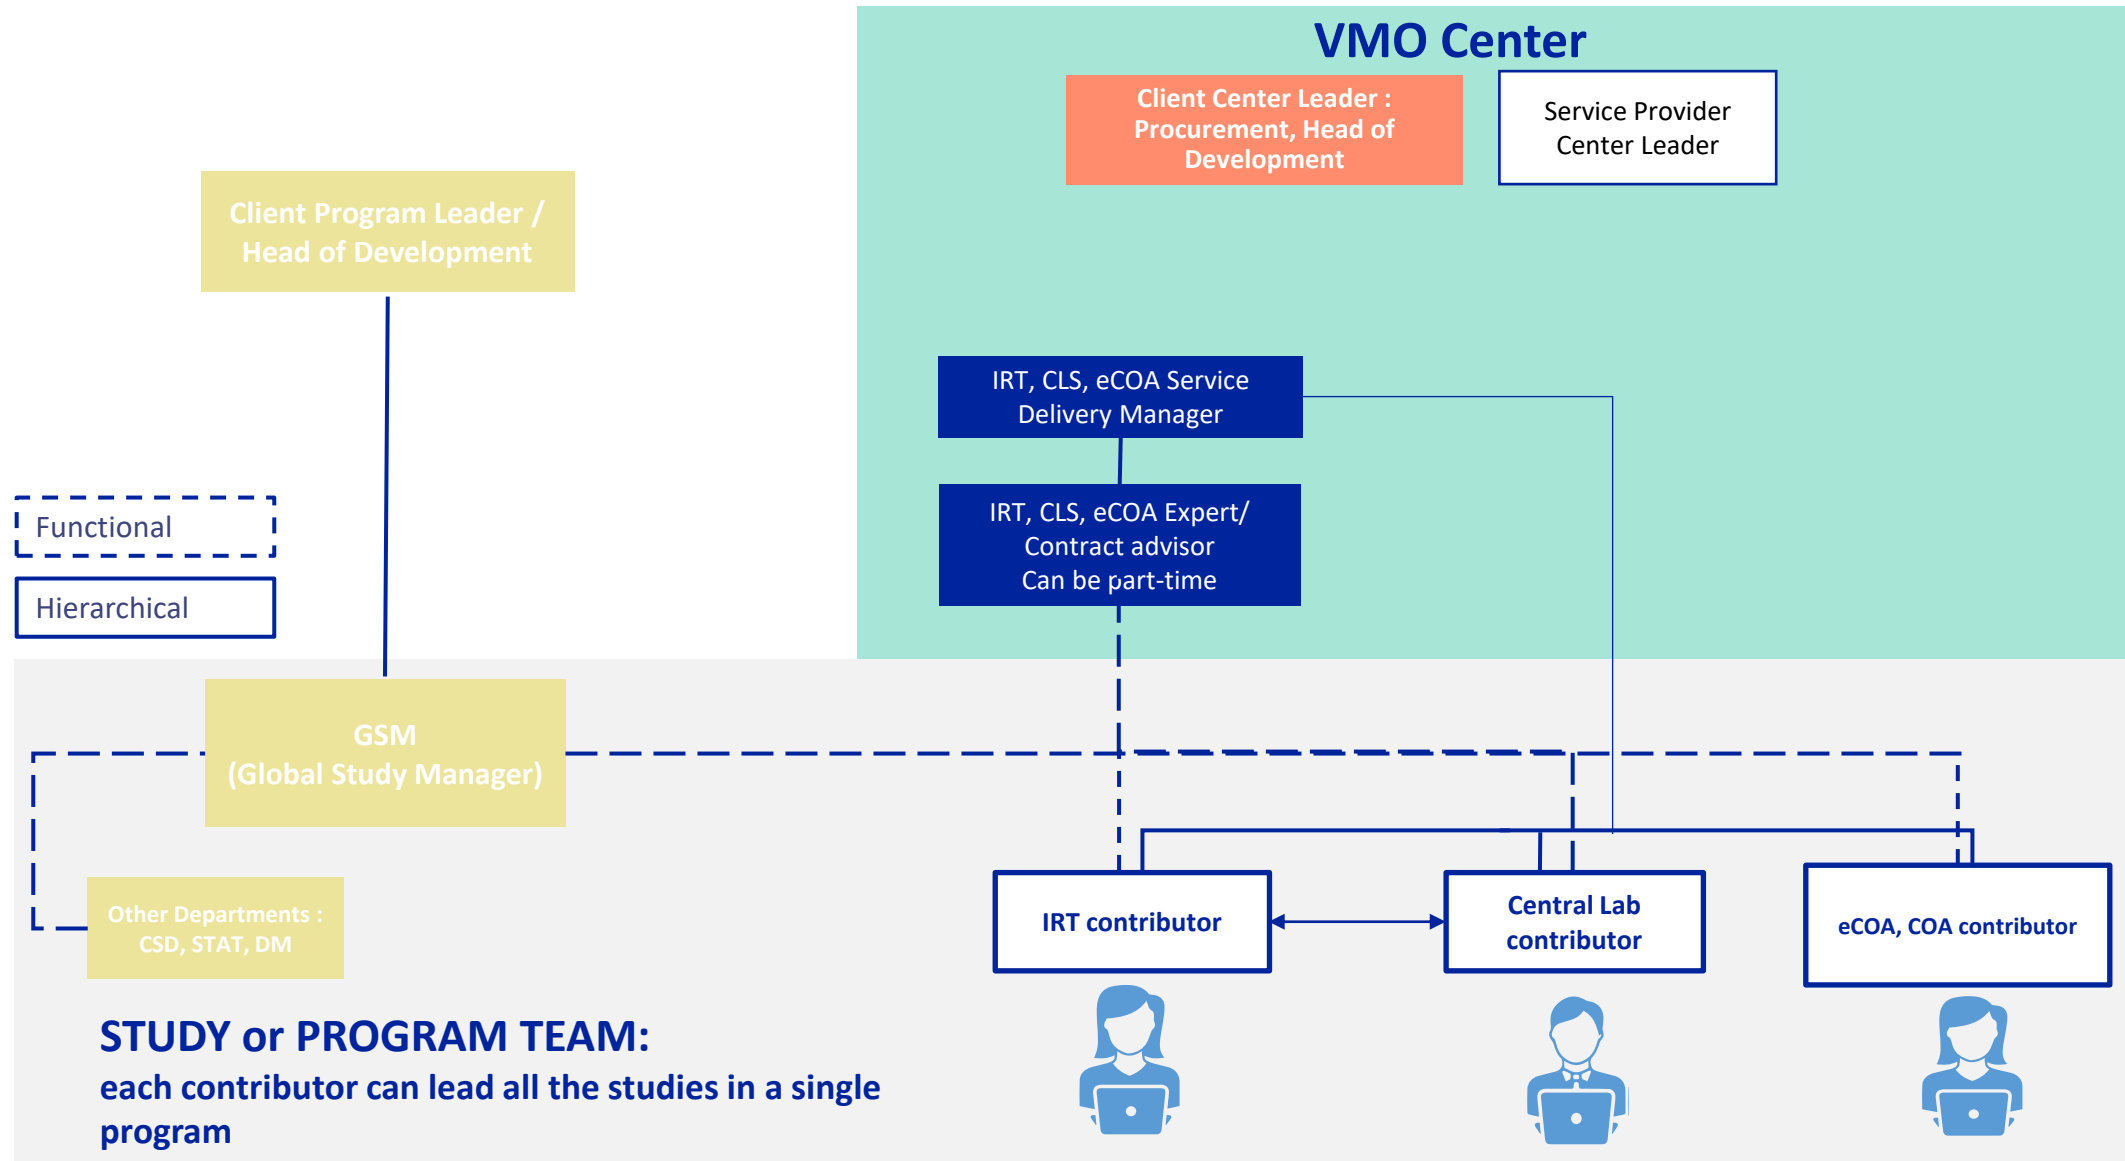 VMO Center
Client Center Leader :
Procurement, Head of
Development
Service Provider
Center Leader
Client Program Leader /
Head of Development
IRT, CLS, eCOA Service
Delivery Manager
IRT, CLS, eCOA Expert/
Contract advisor
Can be part-time
Functional
Hierarchical
GSM
(Global Study Manager)
Other Departments :
CSD, STAT, DM
IRT contributor
Central Lab
contributor
eCOA, COA contributor
STUDY or PROGRAM TEAM:
each contributor can lead all the studies in a single
program